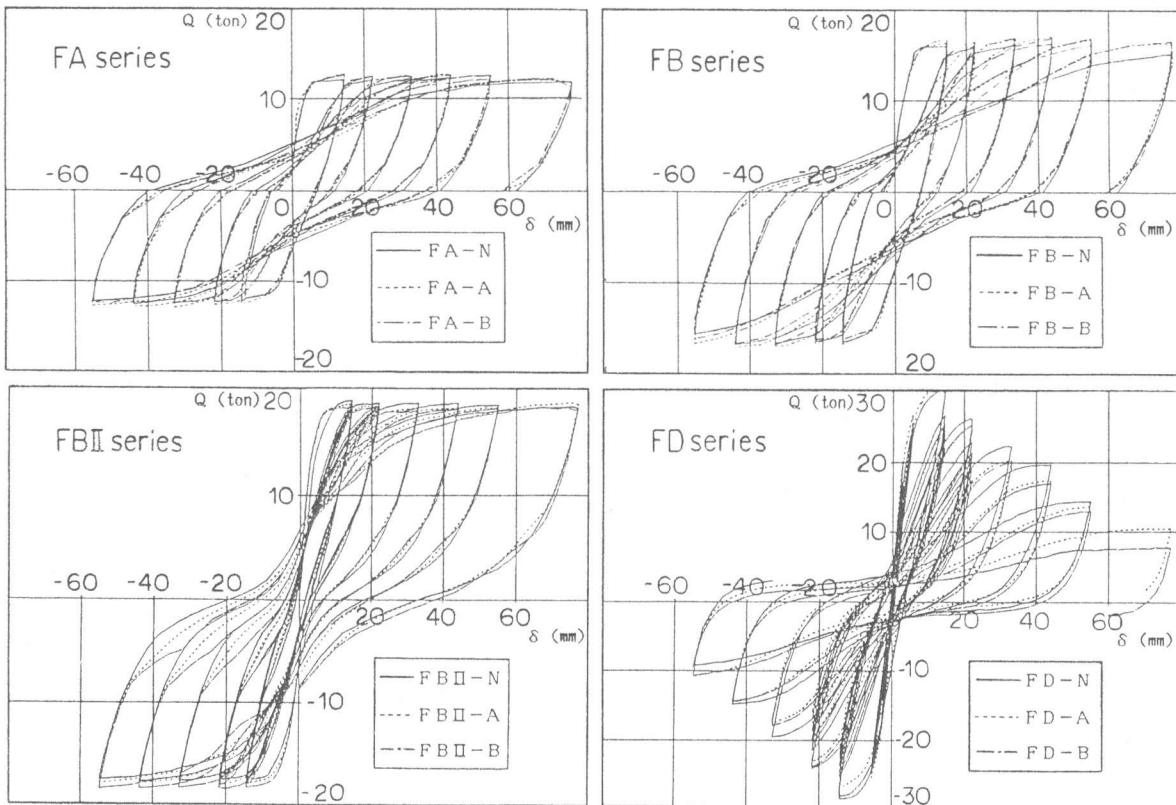 Q (ton) 20
FA series
10
-60 -40 -20
0 20 40 60
δ (mm)
-10
-20
FA-N
FA-A
FA-B
Q (ton) 20
FB series
10
-60 -40 -20
0 20 40 60
δ (mm)
-10
20
FB-N
FB-A
FB-B
Q (ton) 20
FBⅡ series
10
-60 -40 -20
20 40 60
δ (mm)
-10
-20
FBⅡ-N
FBⅡ-A
FBⅡ-B
Q (ton) 30
FD series
20
10
-60 -40 -20
20 40 60
δ (mm)
-10
-20
-30
FD-N
FD-A
FD-B